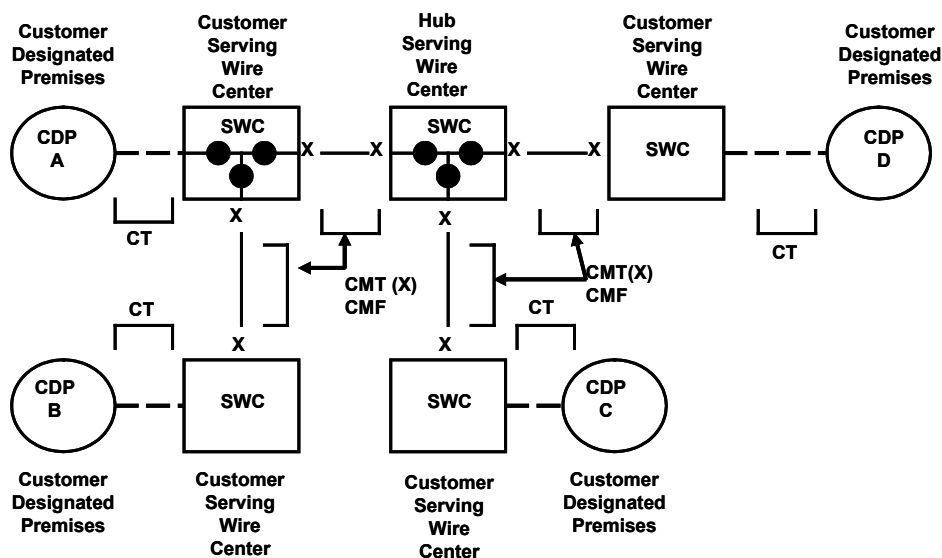 Customer
Designated
Premises
Customer
Serving
Wire
Center
Hub
Serving
Wire
Center
Customer
Serving
Wire
Center
Customer
Designated
Premises
CDP
A
SWC
X
X
SWC
X
X
SWC
CDP
D
CT
X
X
CT
CMT (X)
CMF
CMT(X)
CMF
CT
CT
X
X
CDP
B
SWC
SWC
CDP
C
Customer
Designated
Premises
Customer
Serving
Wire
Center
Customer
Serving
Wire
Center
Customer
Designated
Premises